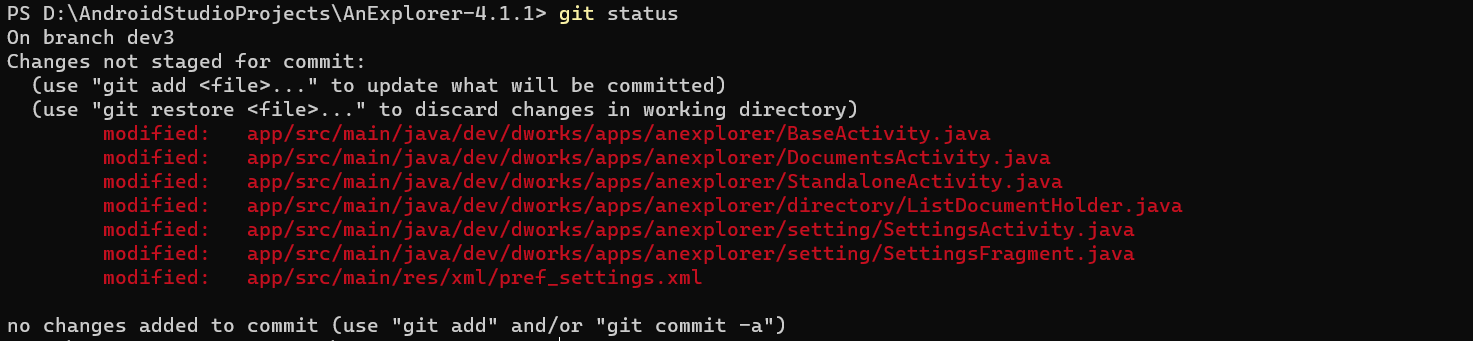 PS D:\AndroidStudioProjects\AnExplorer-4.1.1> git status
On branch dev3
Changes not staged for commit:
  (use "git add <file>..." to update what will be committed)
  (use "git restore <file>..." to discard changes in working directory)
        modified:   app/src/main/java/dev/dworks/apps/anexplorer/BaseActivity.java
        modified:   app/src/main/java/dev/dworks/apps/anexplorer/DocumentsActivity.java
        modified:   app/src/main/java/dev/dworks/apps/anexplorer/StandaloneActivity.java
        modified:   app/src/main/java/dev/dworks/apps/anexplorer/directory/ListDocumentHolder.java
        modified:   app/src/main/java/dev/dworks/apps/anexplorer/setting/SettingsActivity.java
        modified:   app/src/main/java/dev/dworks/apps/anexplorer/setting/SettingsFragment.java
        modified:   app/src/main/res/xml/pref_settings.xml
no changes added to commit (use "git add" and/or "git commit -a")